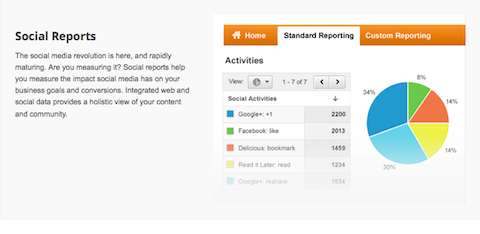 Social Reports
The social media revolution is here, and rapidly
maturing. Are you measuring it? Social reports help
you measure the impact social media has on your
business goals and conversions. Integrated web and
social data provides a holistic view of your content
and community.
Home Standard Reporting Custom Reporting
Activities
View: 1 - 7 of 7
Social Activities
Google+: +1 2200
Facebook: like 2013
Delicious: bookmark 1459
Read it Later: read 1234
Google+: reshare 1034
8%
34%
14%
14%
30%